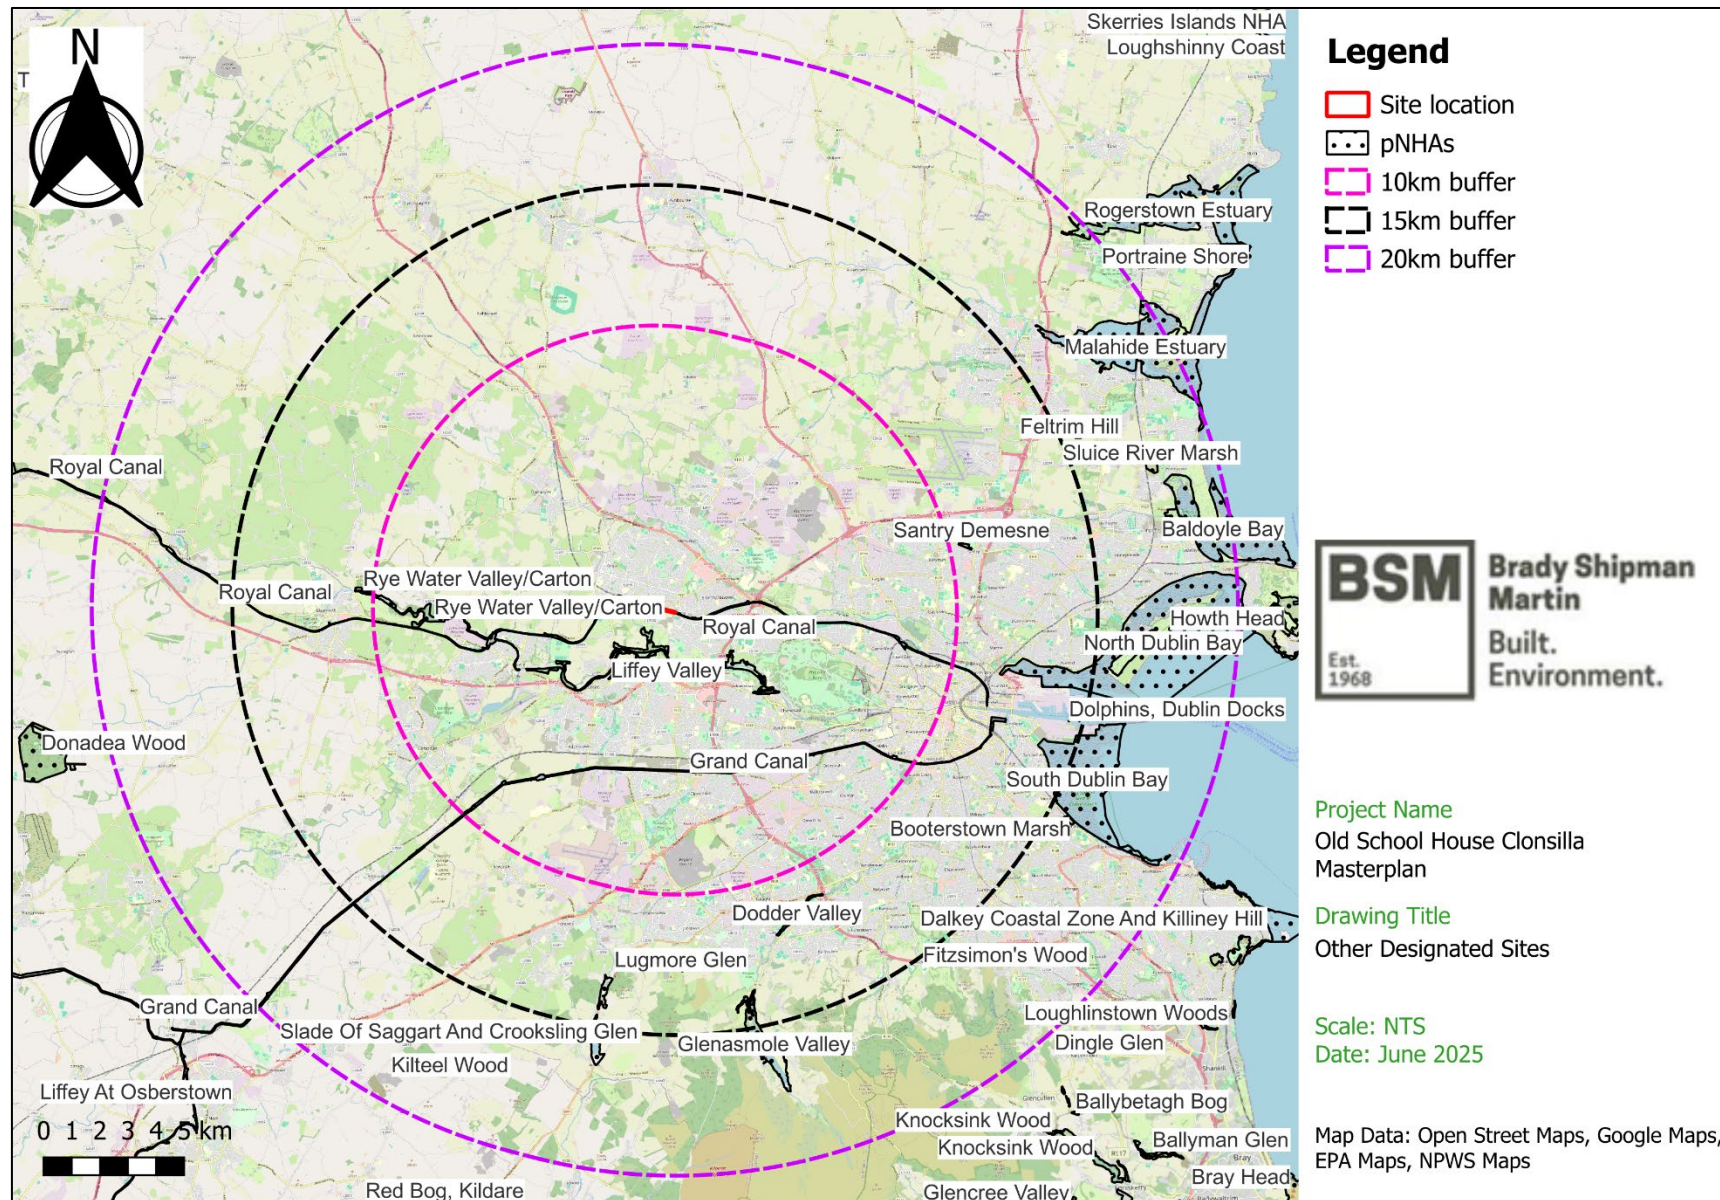 N
T
Skerries Islands NHA
Loughshinny Coast
Rogerstown Estuary
Portraine Shore
Malahide Estuary
Feltrim Hill
Sluice River Marsh
Royal Canal
Baldoyle Bay
Santry Demesne
Rye Water Valley/Carton
Royal Canal
Rye Water Valley/Carton
Howth Head
Royal Canal
North Dublin Bay
Liffey Valley
Dolphins, Dublin Docks
Donadea Wood
Grand Canal
South Dublin Bay
Booterstown Marsh
Dodder Valley
Dalkey Coastal Zone And Killiney Hill
Lugmore Glen
Fitzsimon's Wood
Grand Canal
Loughlinstown Woods
Slade Of Saggart And Crooksling Glen
Glenasmole Valley
Dingle Glen
Kilteel Wood
Liffey At Osberstown
Ballybetagh Bog
Knocksink Wood
Knocksink Wood
Ballyman Glen
Bray Head
Red Bog, Kildare
Glencree Valley
0 1 2 3 4 5 km
Legend
Site location
pNHAs
10km buffer
15km buffer
20km buffer
BSM
Est.
1968
Brady Shipman
Martin
Built.
Environment.
Project Name
Old School House Clonsilla
Masterplan
Drawing Title
Other Designated Sites
Scale: NTS
Date: June 2025
Map Data: Open Street Maps, Google Maps,
EPA Maps, NPWS Maps